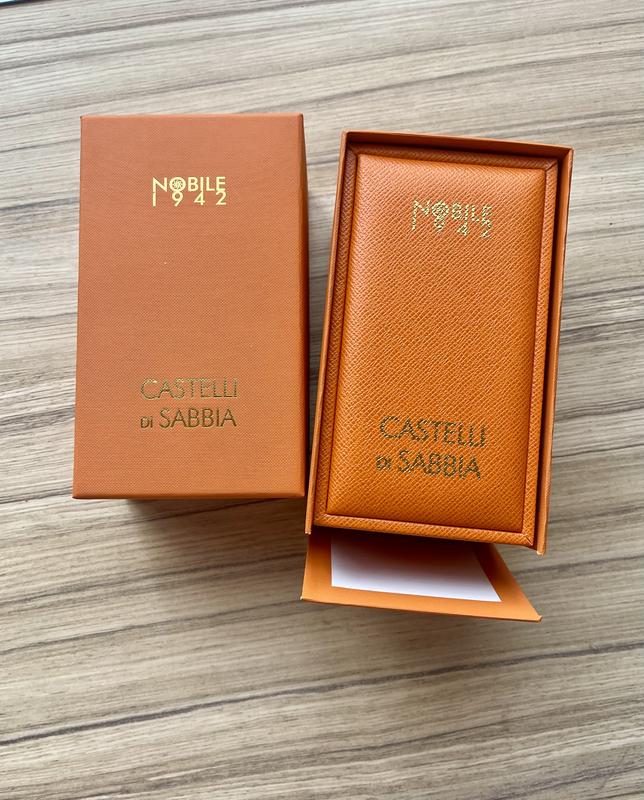 NOBILE
1942
CASTELLI
Di SABBIA
NOBILE
1942
CASTELLI
Di SABBIA